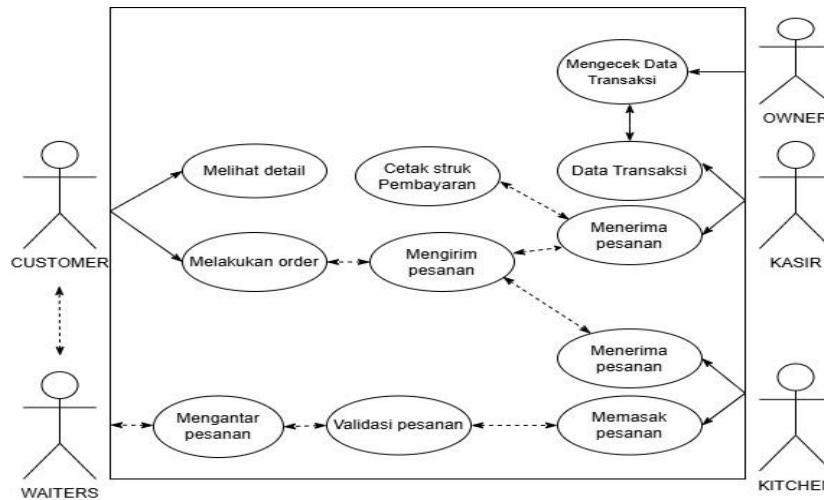 Mengecek Data
Transaksi
OWNER
Melihat detail
Cetak struk
Pembayaran
Data Transaksi
Menerima
pesanan
CUSTOMER
Melakukan order
Mengirim
pesanan
KASIR
Menerima
pesanan
Mengantar
pesanan
Validasi pesanan
Memasak
pesanan
WAITERS
KITCHEN